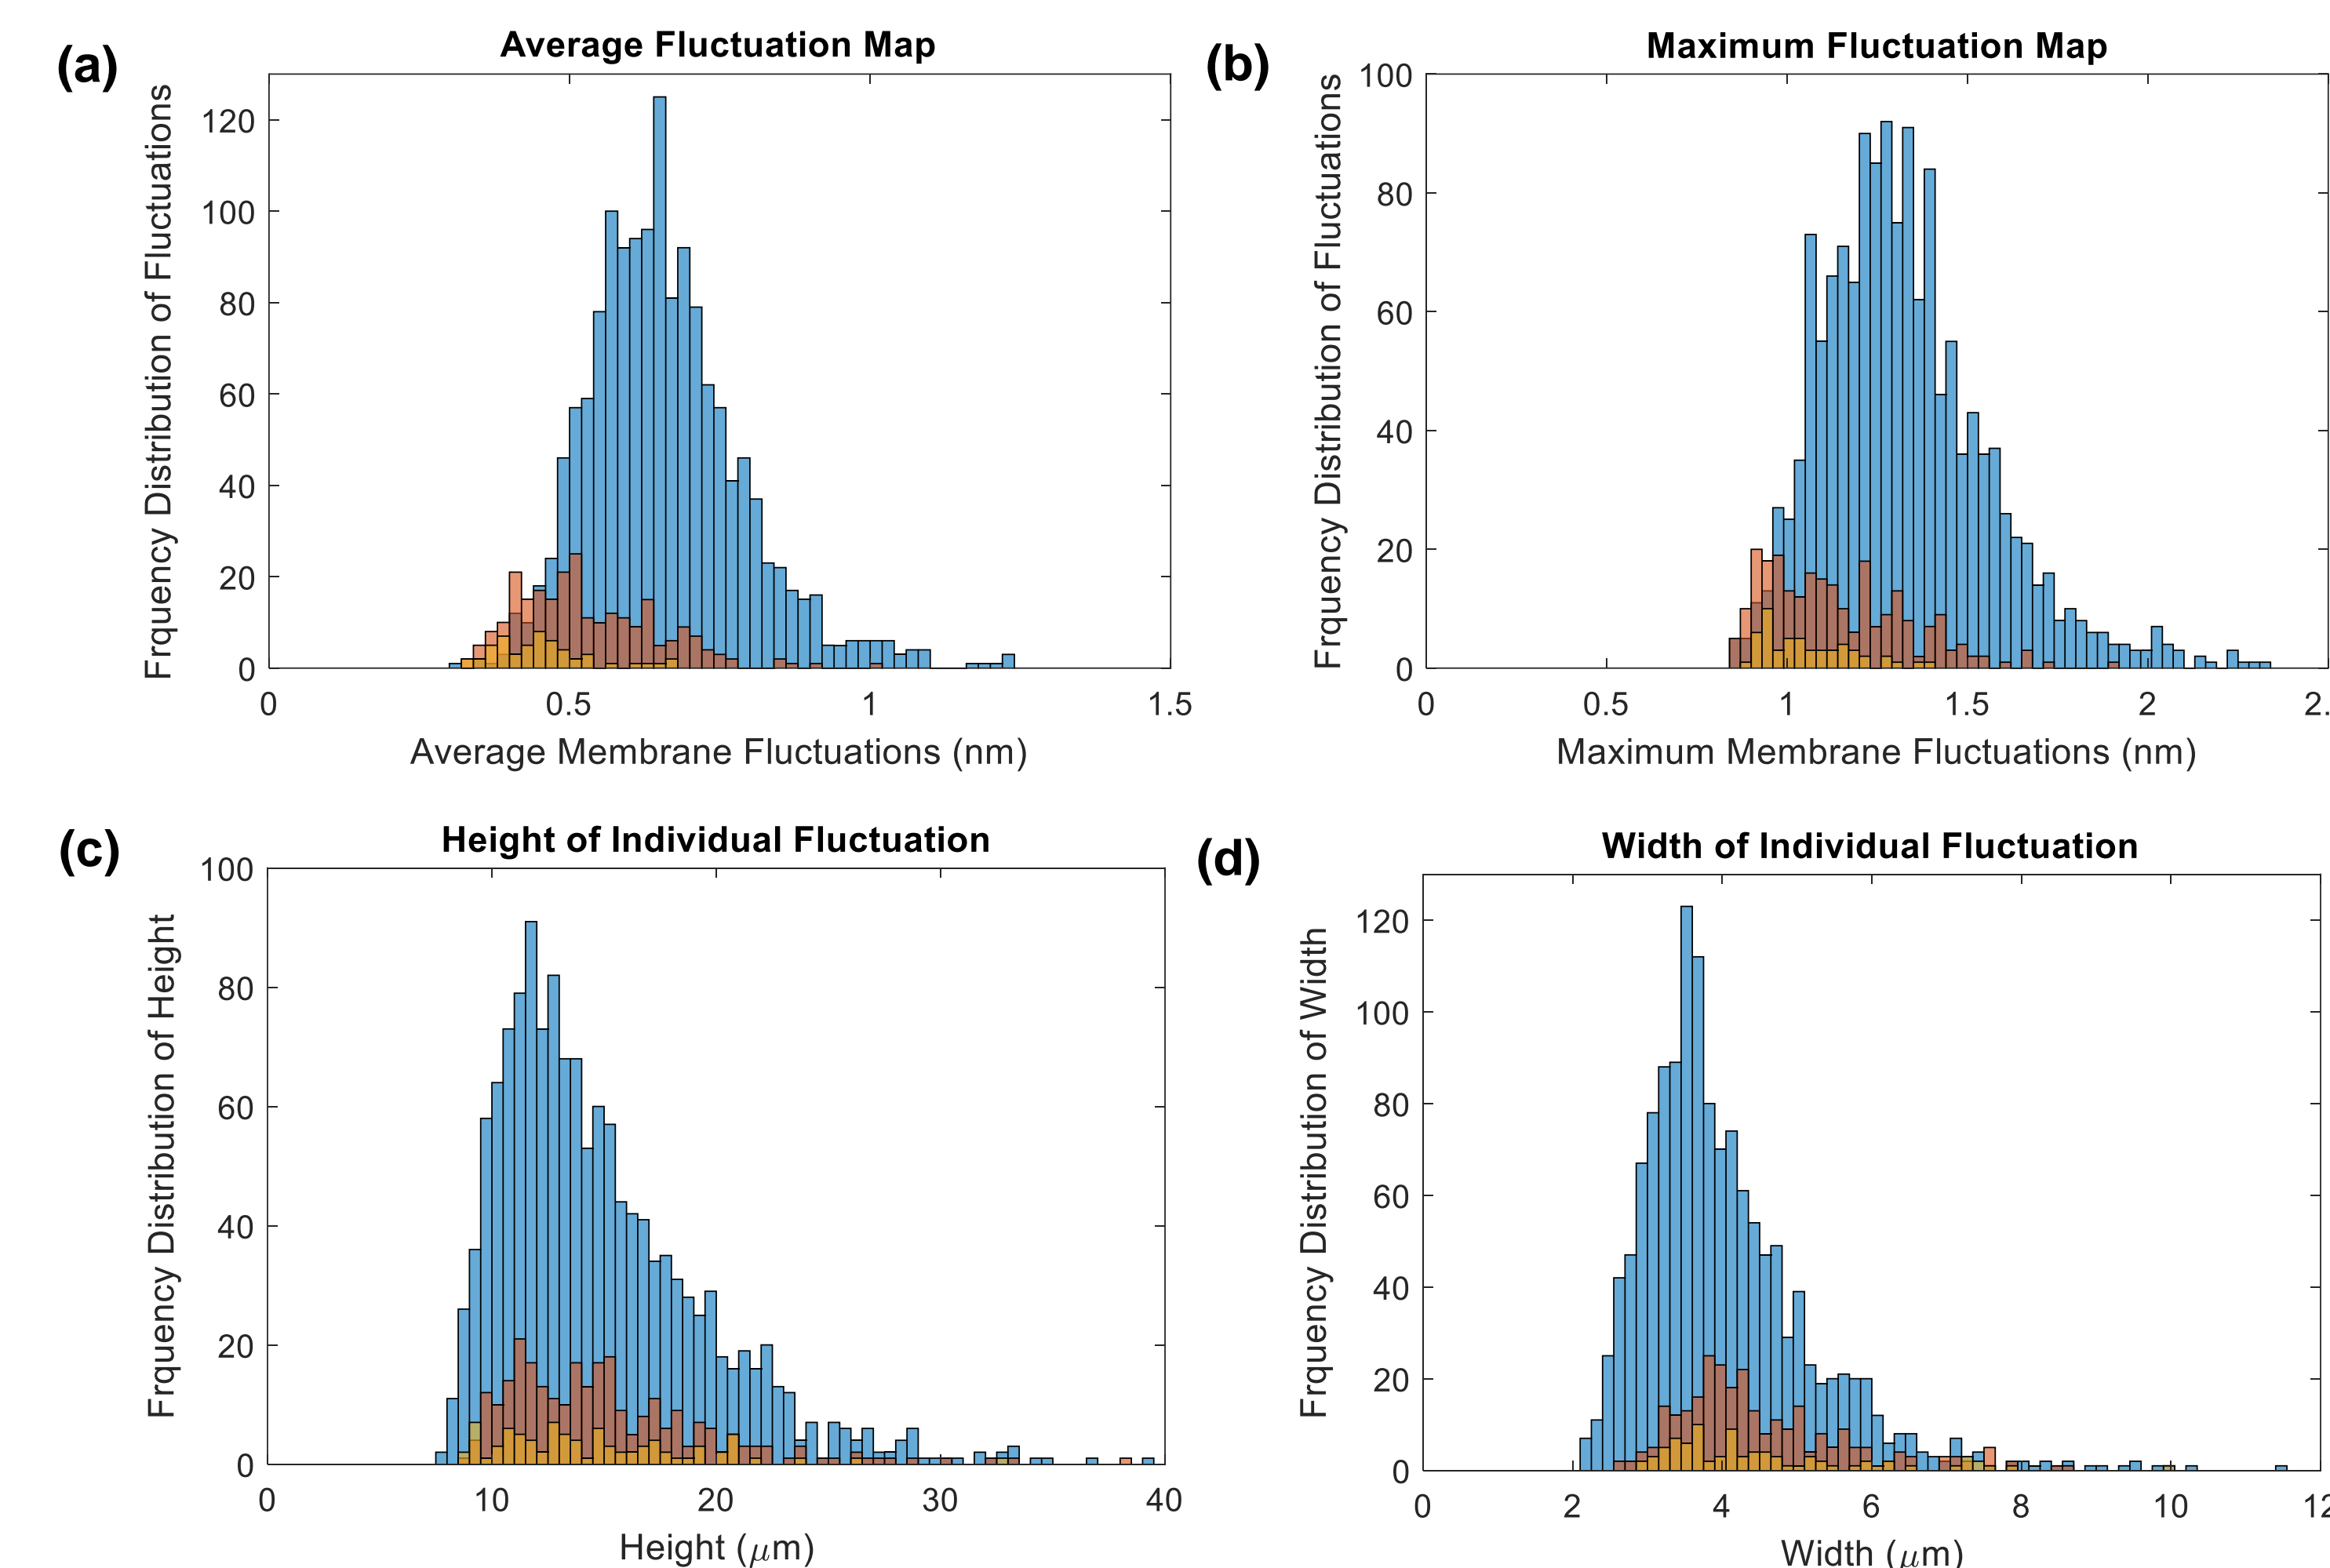 (a)
Average Fluctuation Map
Frquency Distribution of Fluctuations
120
100
80
60
40
20
0
0 0.5 1 1.5
Average Membrane Fluctuations (nm)
(b)
Maximum Fluctuation Map
Frquency Distribution of Fluctuations
100
80
60
40
20
0
0 0.5 1 1.5 2 2.
Maximum Membrane Fluctuations (nm)
(c)
Height of Individual Fluctuation
Frquency Distribution of Height
100
80
60
40
20
0
0 10 20 30 40
Height (μm)
(d)
Width of Individual Fluctuation
Frquency Distribution of Width
120
100
80
60
40
20
0
0 2 4 6 8 10 12
Width (μm)